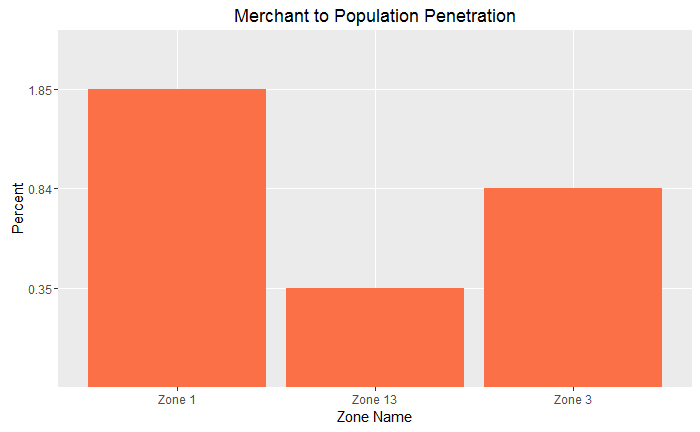 Merchant to Population Penetration
Percent
1.85
0.84
0.35
Zone 1
Zone 13
Zone 3
Zone Name